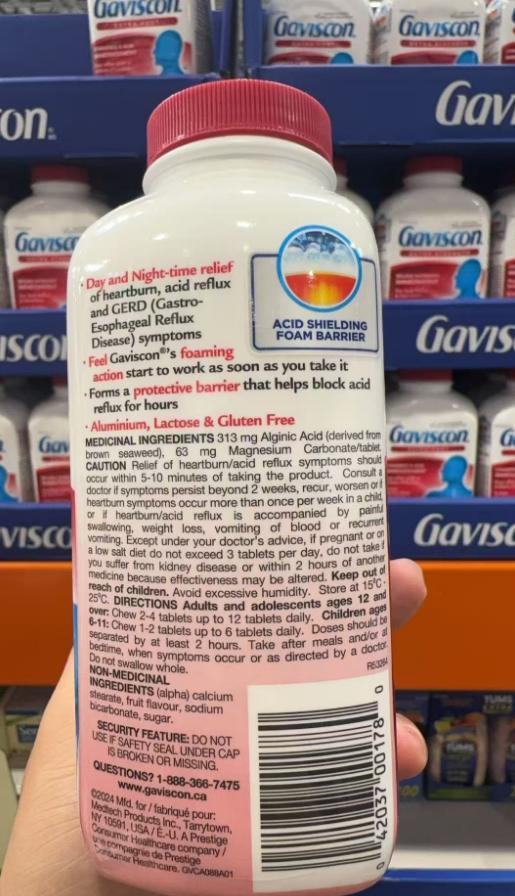 Gaviscon
Gaviscon
Gaviscon
on.
Gav
Gavisc
Gaviscon
iscon
Gavis
Gav
Gaviscon
visco
Gavisc
· Day and Night-time relief
of heartburn, acid reflux
and GERD (Gastro-
Esophageal Reflux
Disease) symptoms
· Feel Gaviscon®'s foaming
action start to work as soon as you take it
· Forms a protective barrier that helps block acid
reflux for hours
· Aluminium, Lactose & Gluten Free
ACID SHIELDING
FOAM BARRIER
MEDICINAL INGREDIENTS 313 mg Alginic Acid (derived from
brown seaweed), 63 mg Magnesium Carbonate/tablet.
CAUTION Relief of heartburn/acid reflux symptoms should
occur within 5-10 minutes of taking the product. Consult a
doctor if symptoms persist beyond 2 weeks, recur, worsen or if
heartburn symptoms occur more than once per week in a child,
or if heartburn/acid reflux is accompanied by painful
swallowing, weight loss, vomiting of blood or recurrent
vomiting. Except under your doctor's advice, if pregnant or on
a low salt diet do not exceed 3 tablets per day, do not take if
you suffer from kidney disease or within 2 hours of another
medicine because effectiveness may be altered. Keep out of
reach of children. Avoid excessive humidity. Store at 15°C -
25°C. DIRECTIONS Adults and adolescents ages 12 and
over: Chew 2-4 tablets up to 12 tablets daily. Children ages
6-11: Chew 1-2 tablets up to 6 tablets daily. Doses should be
separated by at least 2 hours. Take after meals and/or at
bedtime, when symptoms occur or as directed by a doctor.
Do not swallow whole.
NON-MEDICINAL
INGREDIENTS (alpha) calcium
stearate, fruit flavour, sodium
bicarbonate, sugar.
SECURITY FEATURE: DO NOT
USE IF SAFETY SEAL UNDER CAP
IS BROKEN OR MISSING.
QUESTIONS? 1-888-366-7475
www.gaviscon.ca
©2024 Mfd. for / fabriqué pour:
Medtech Products Inc., Tarrytown,
NY 10591, USA / É.-U. A Prestige
Consumer Healthcare company /
une compagnie de Prestige
Consumer Healthcare. GVCA088A01
0 42037 00178 0
TUMS
TUMS